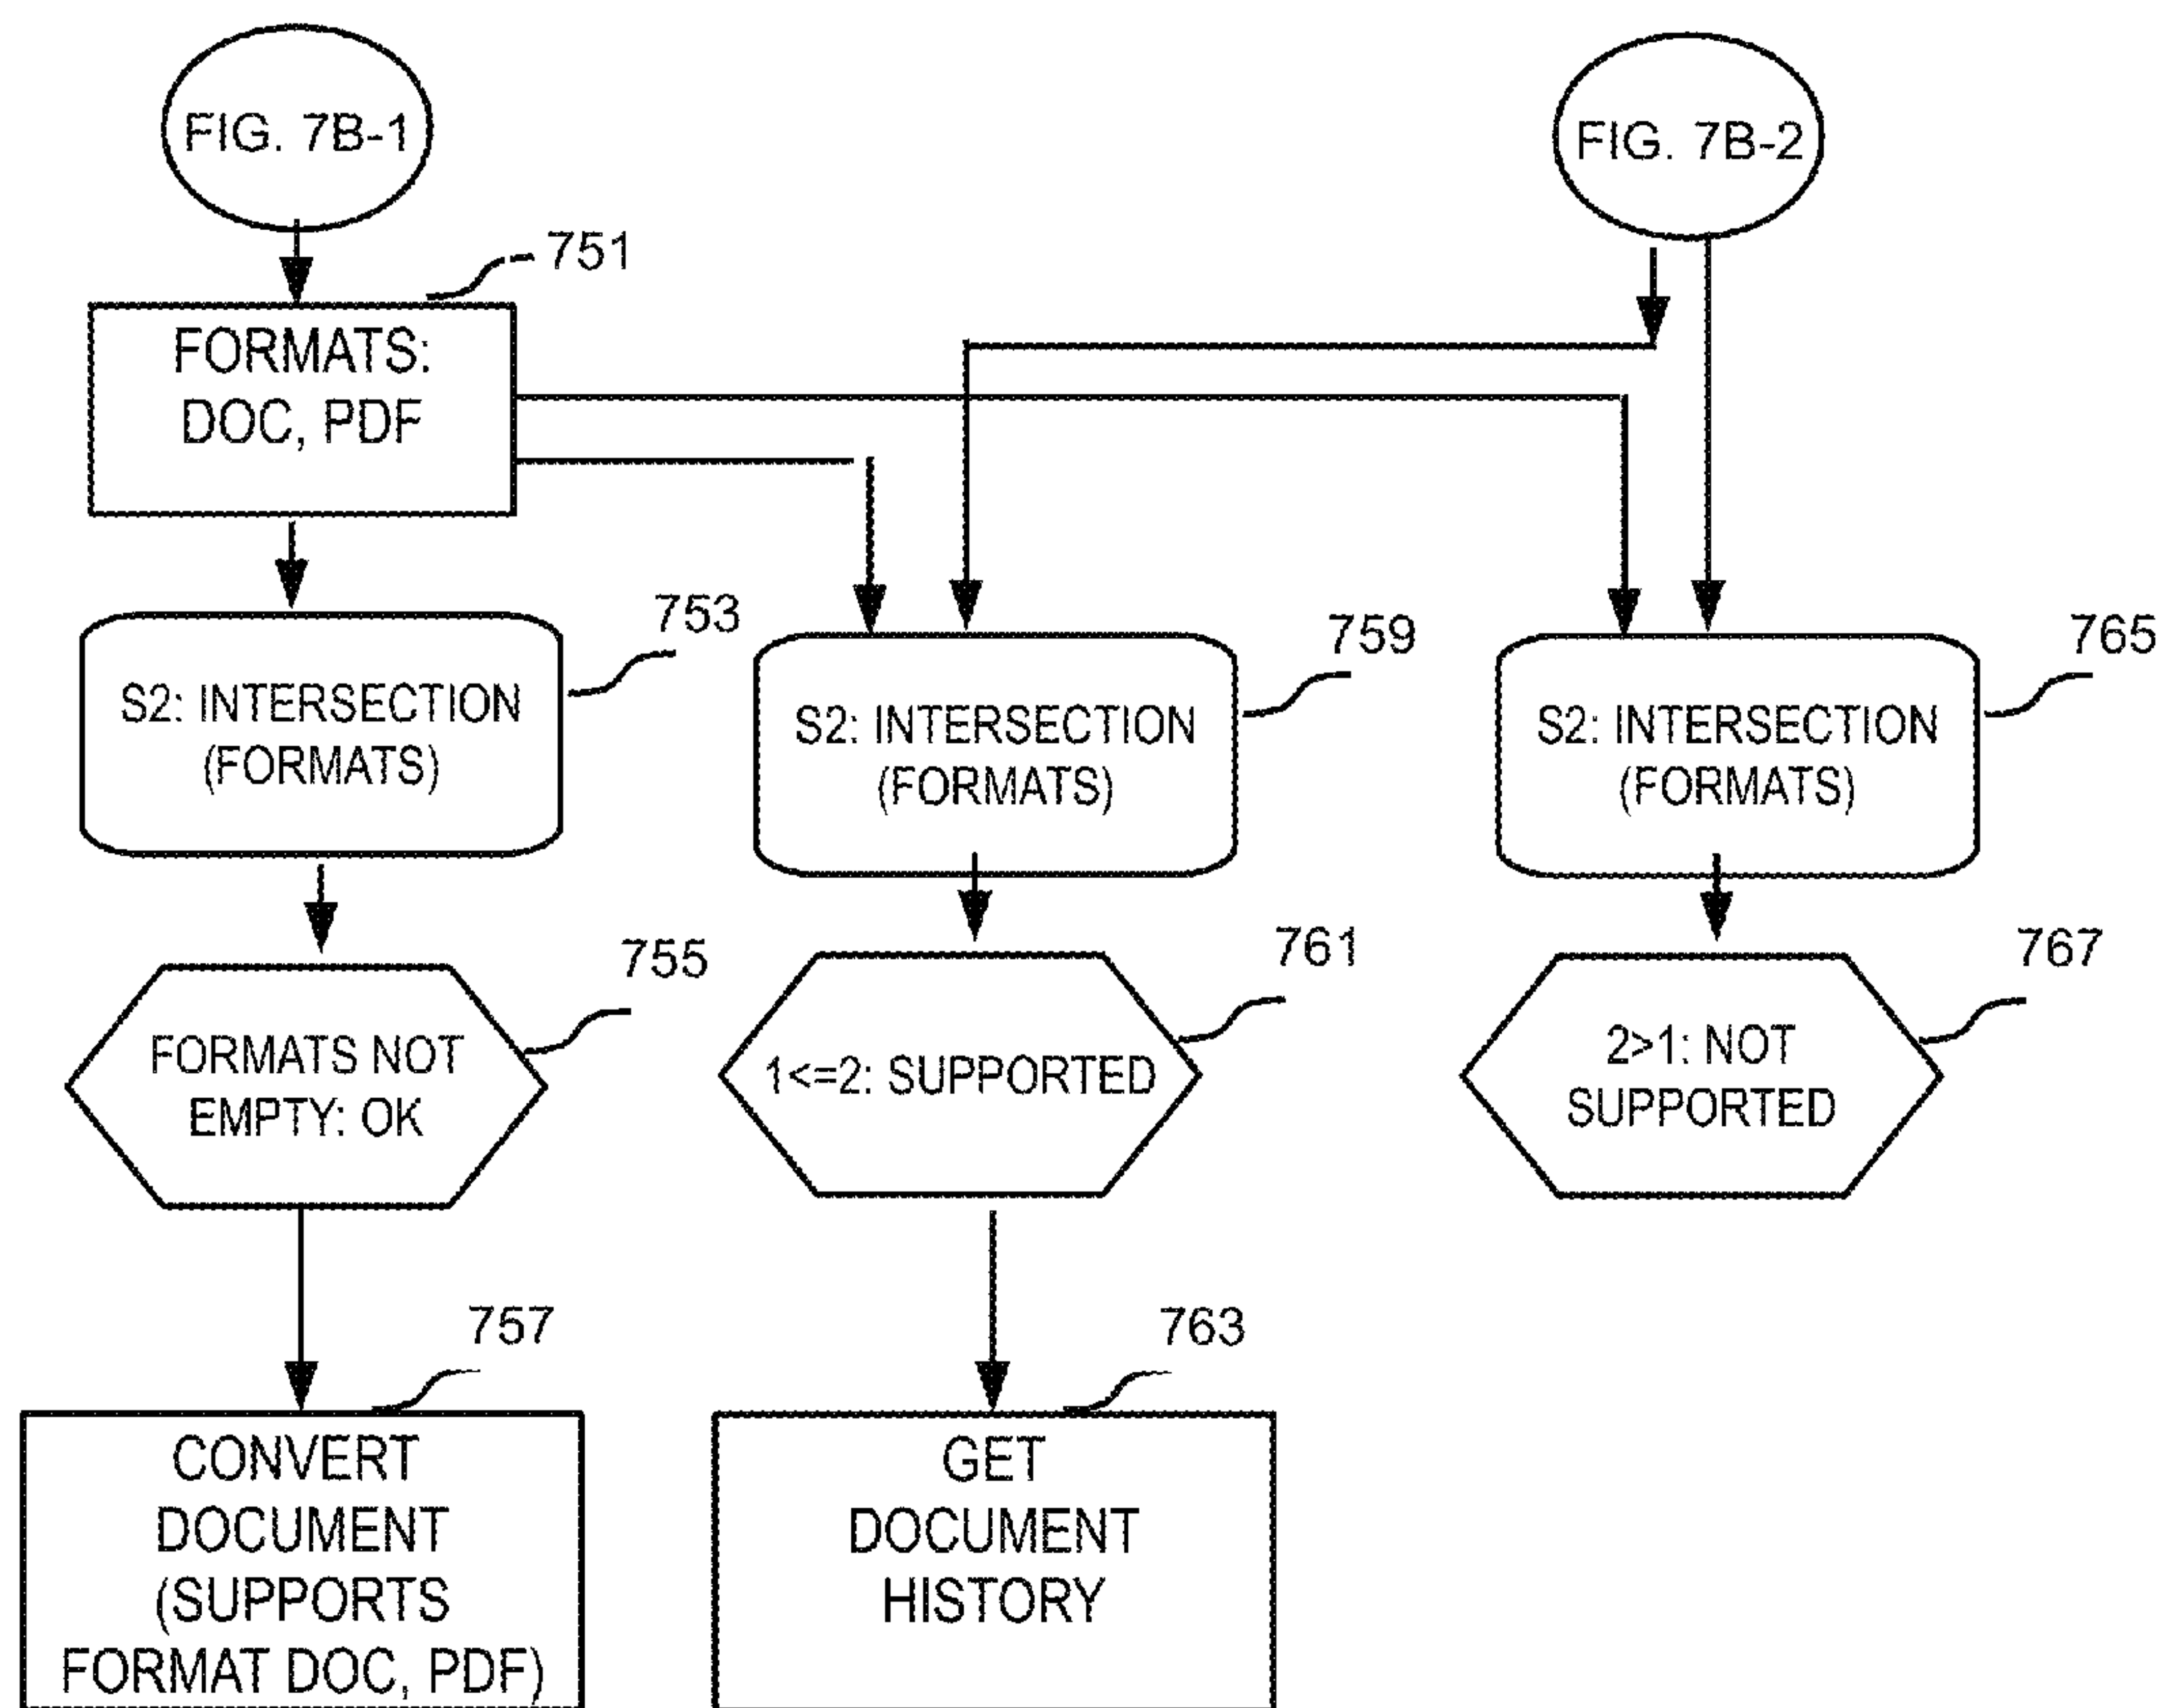 FIG. 7B-1
FIG. 7B-2
751
FORMATS:
DOC, PDF
753
759
765
S2: INTERSECTION
(FORMATS)
S2: INTERSECTION
(FORMATS)
S2: INTERSECTION
(FORMATS)
755
761
767
FORMATS NOT
EMPTY: OK
1<=2: SUPPORTED
2>1: NOT
SUPPORTED
757
763
CONVERT
DOCUMENT
(SUPPORTS
FORMAT DOC, PDF)
GET
DOCUMENT
HISTORY